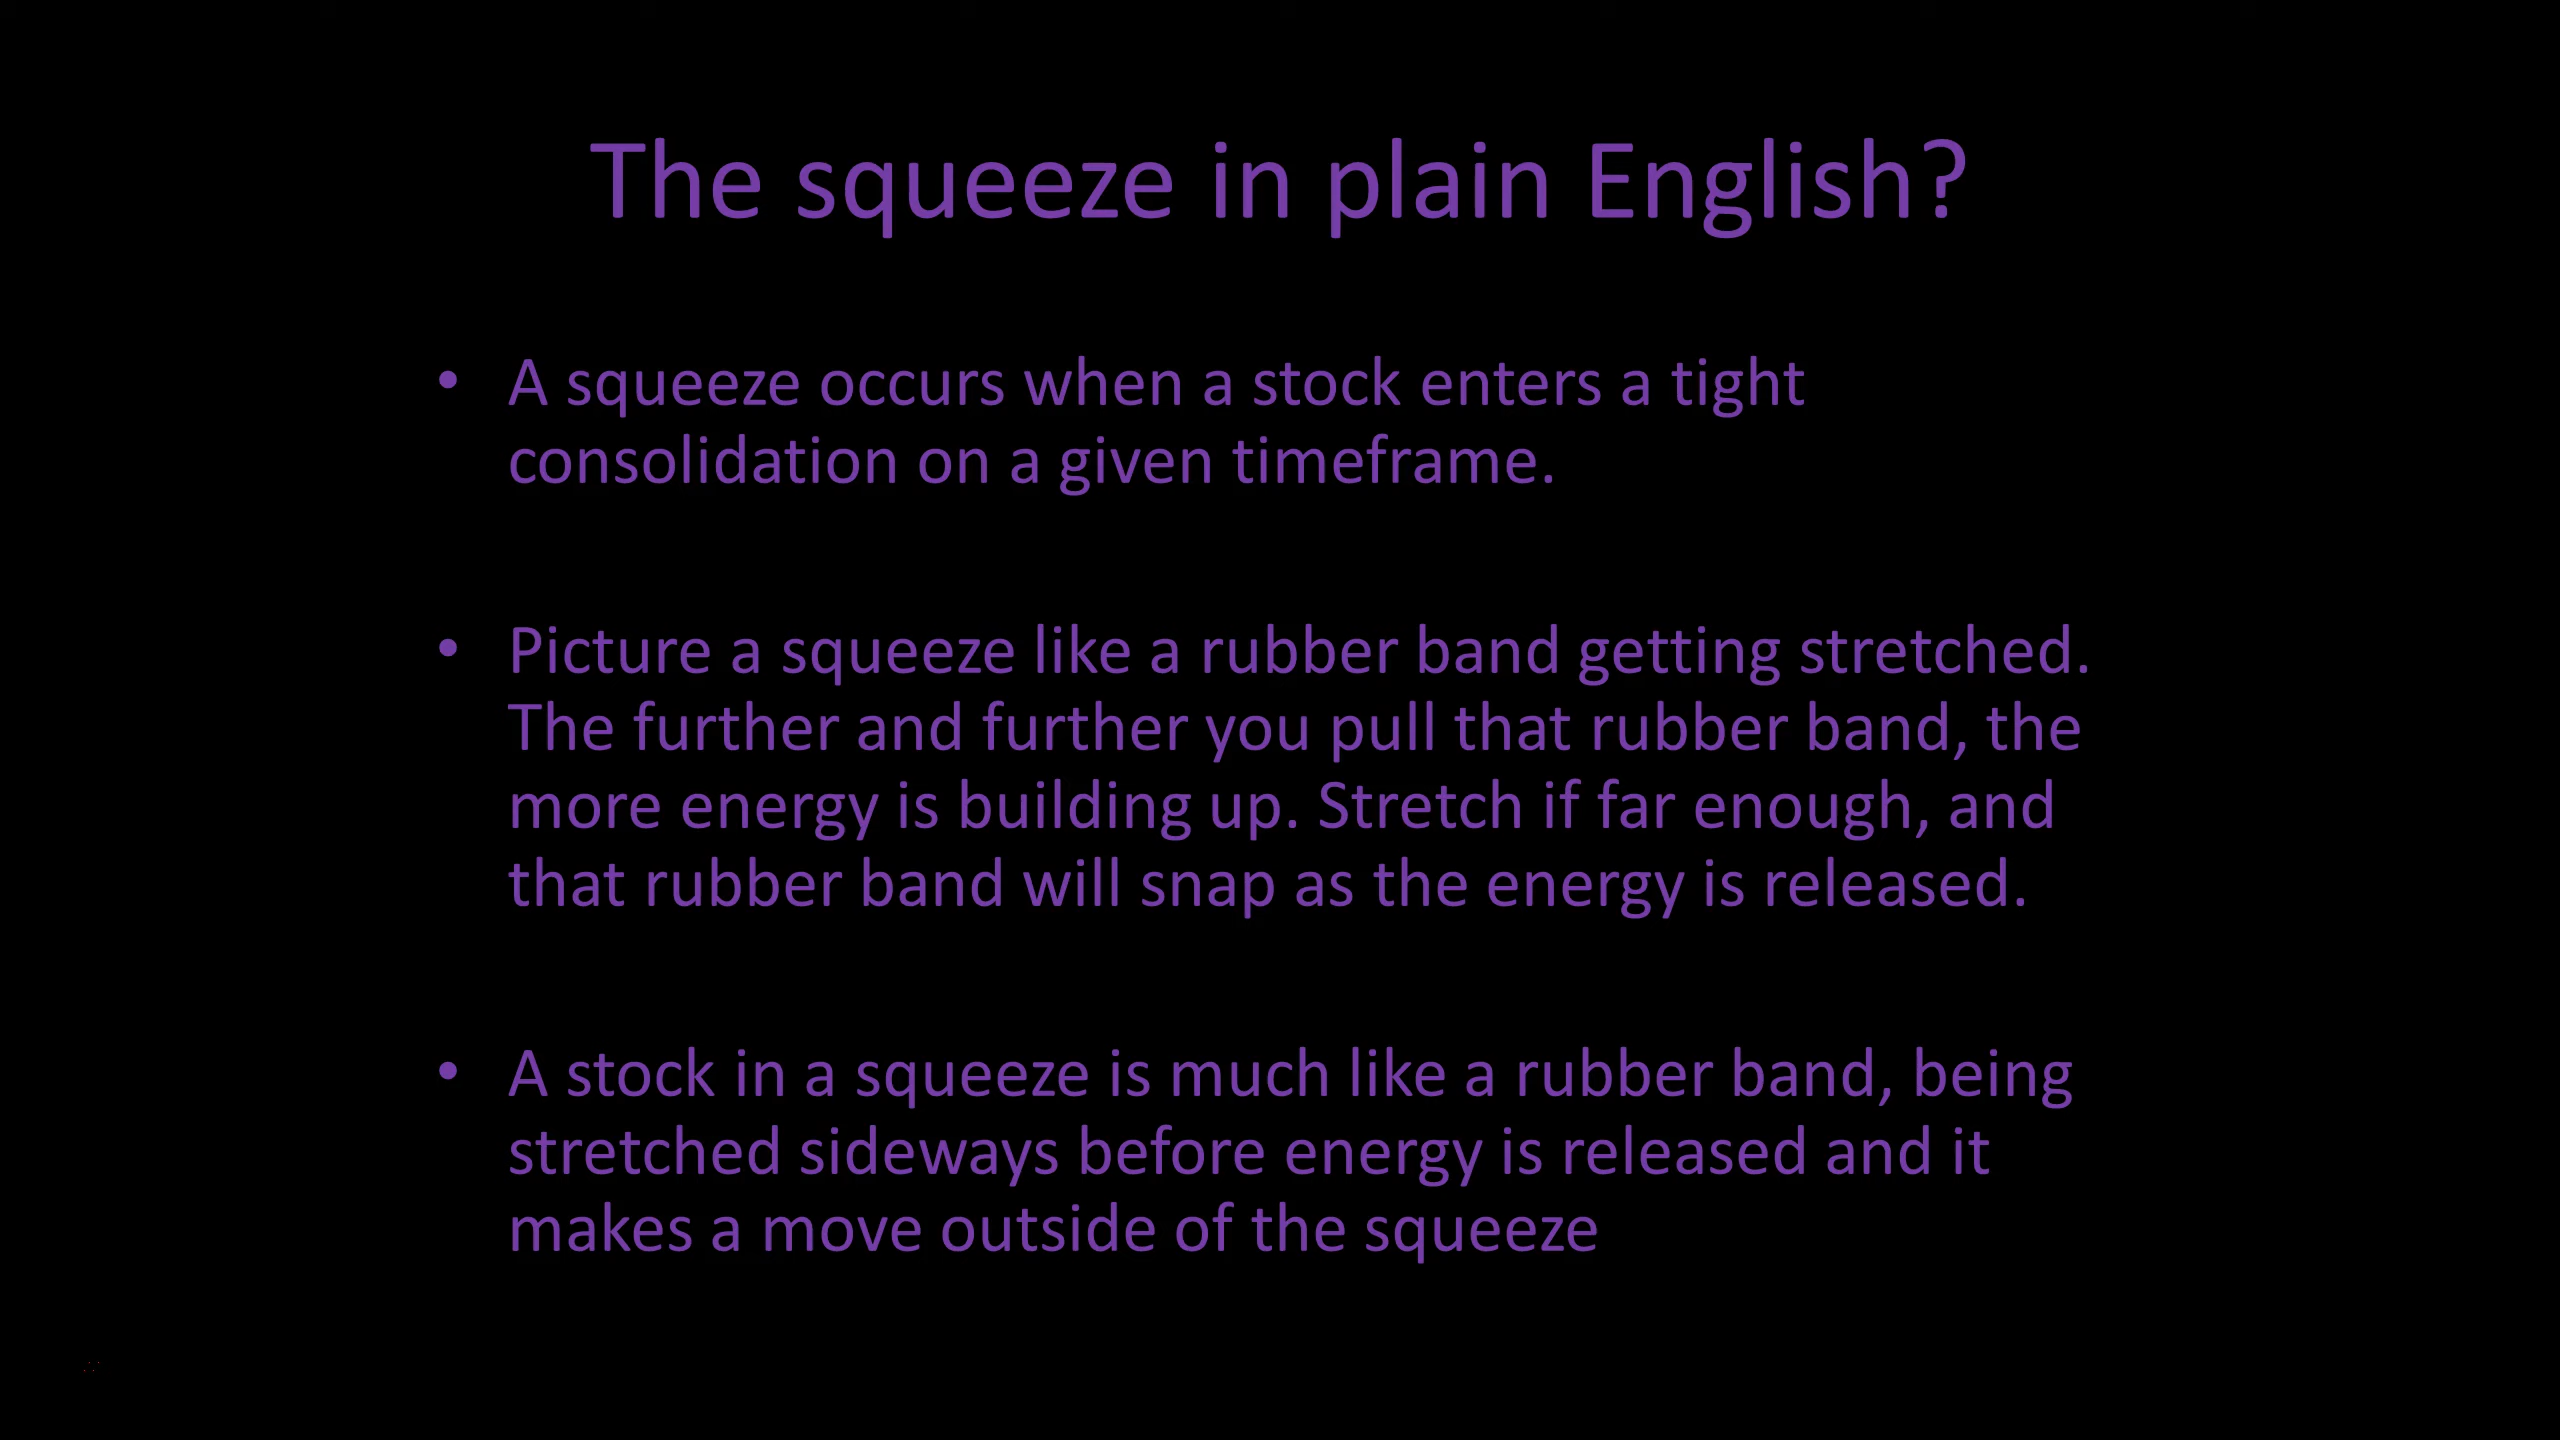 The squeeze in plain English?
• A squeeze occurs when a stock enters a tight
consolidation on a given timeframe.
• Picture a squeeze like a rubber band getting stretched.
The further and further you pull that rubber band, the
more energy is building up. Stretch if far enough, and
that rubber band will snap as the energy is released.
• A stock in a squeeze is much like a rubber band, being
stretched sideways before energy is released and it
makes a move outside of the squeeze